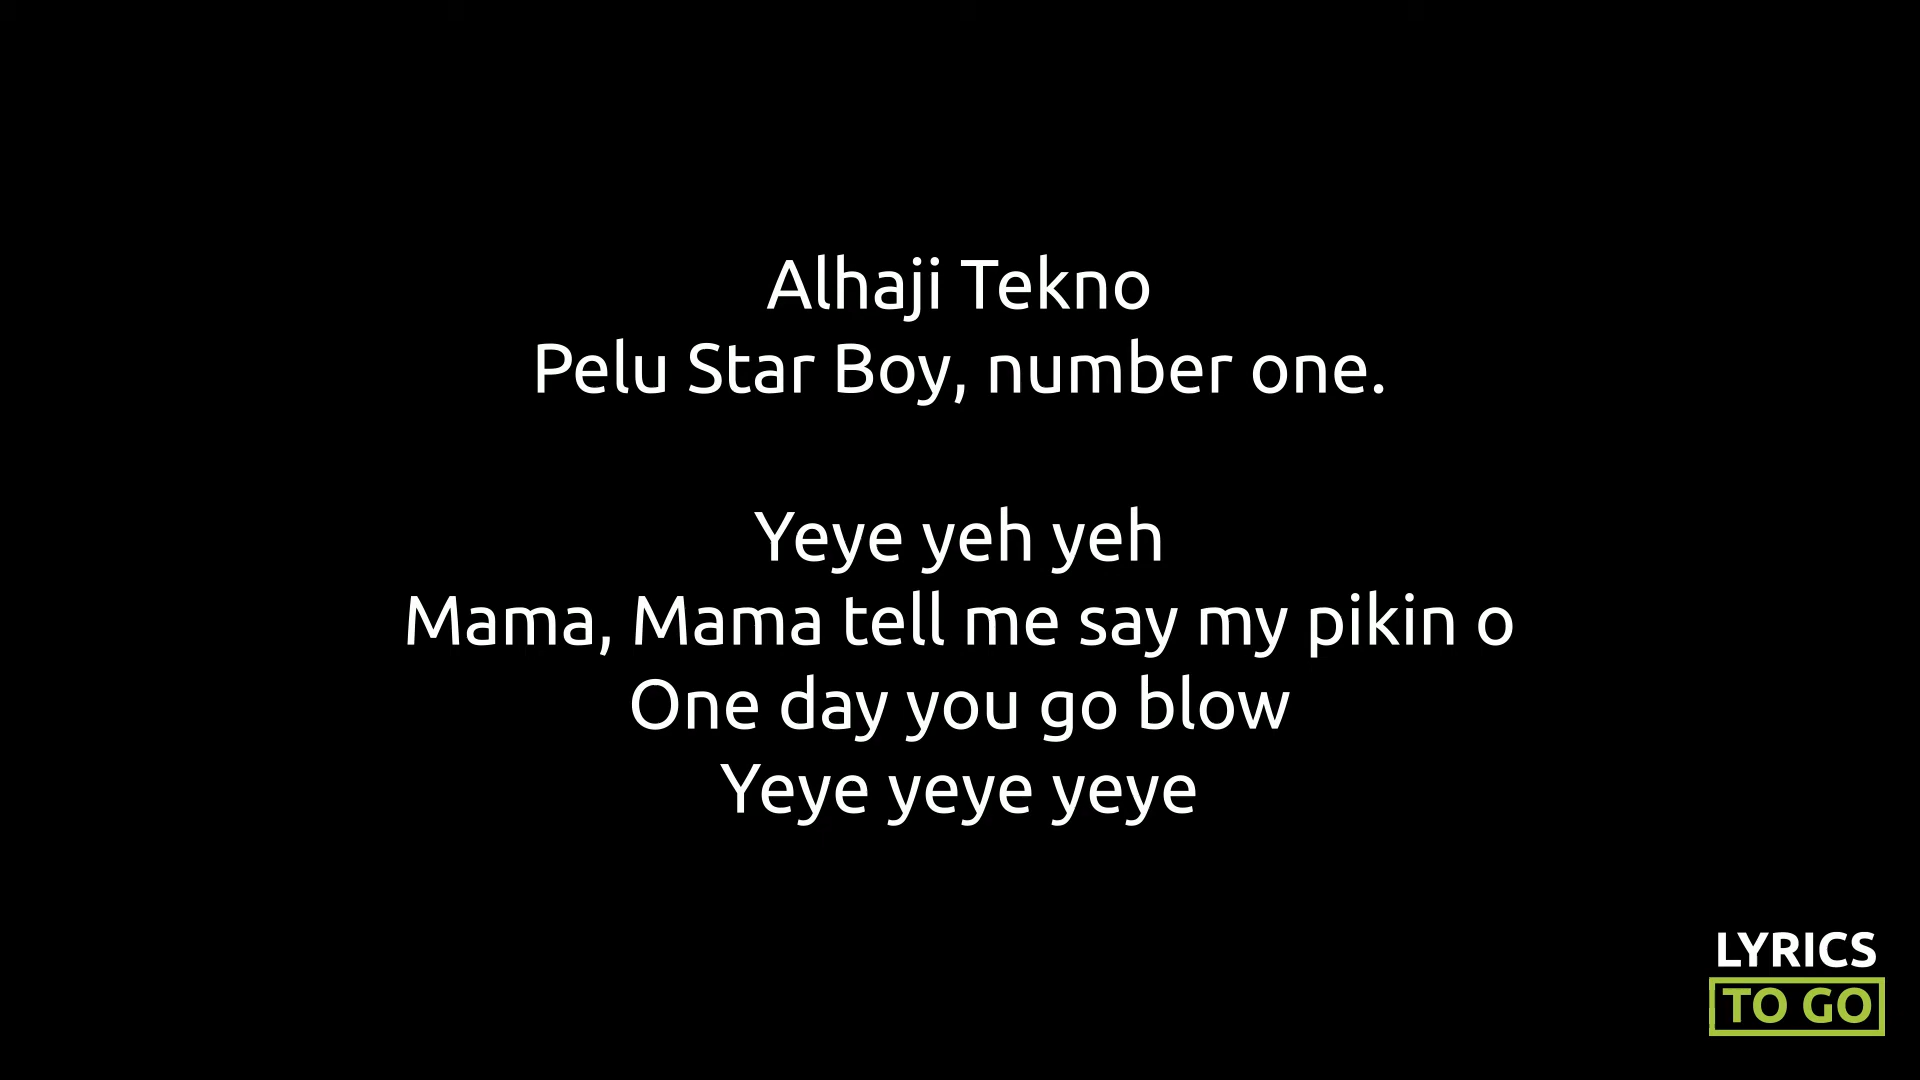 Alhaji Tekno
Pelu Star Boy, number one.
Yeye yeh yeh
Mama, Mama tell me say my pikin o
One day you go blow
Yeye yeye yeye
LYRICS
TO GO